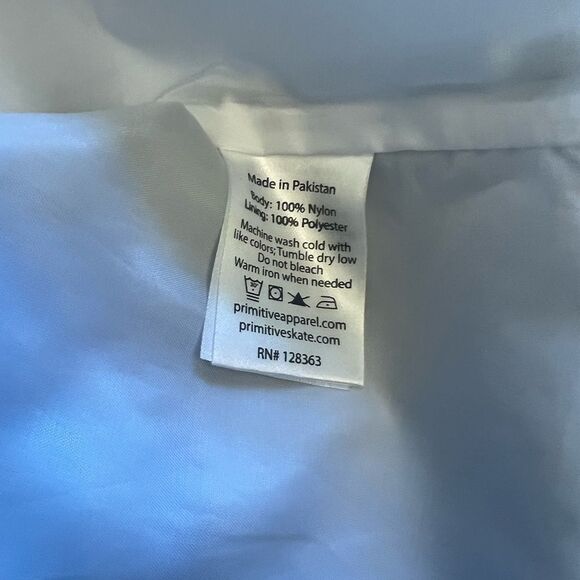 Made in Pakistan
Body: 100% Nylon
Lining: 100% Polyester
Machine wash cold with
like colors; Tumble dry low
Do not bleach
Warm iron when needed
primitiveapparel.com
primitiveskate.com
RN# 128363